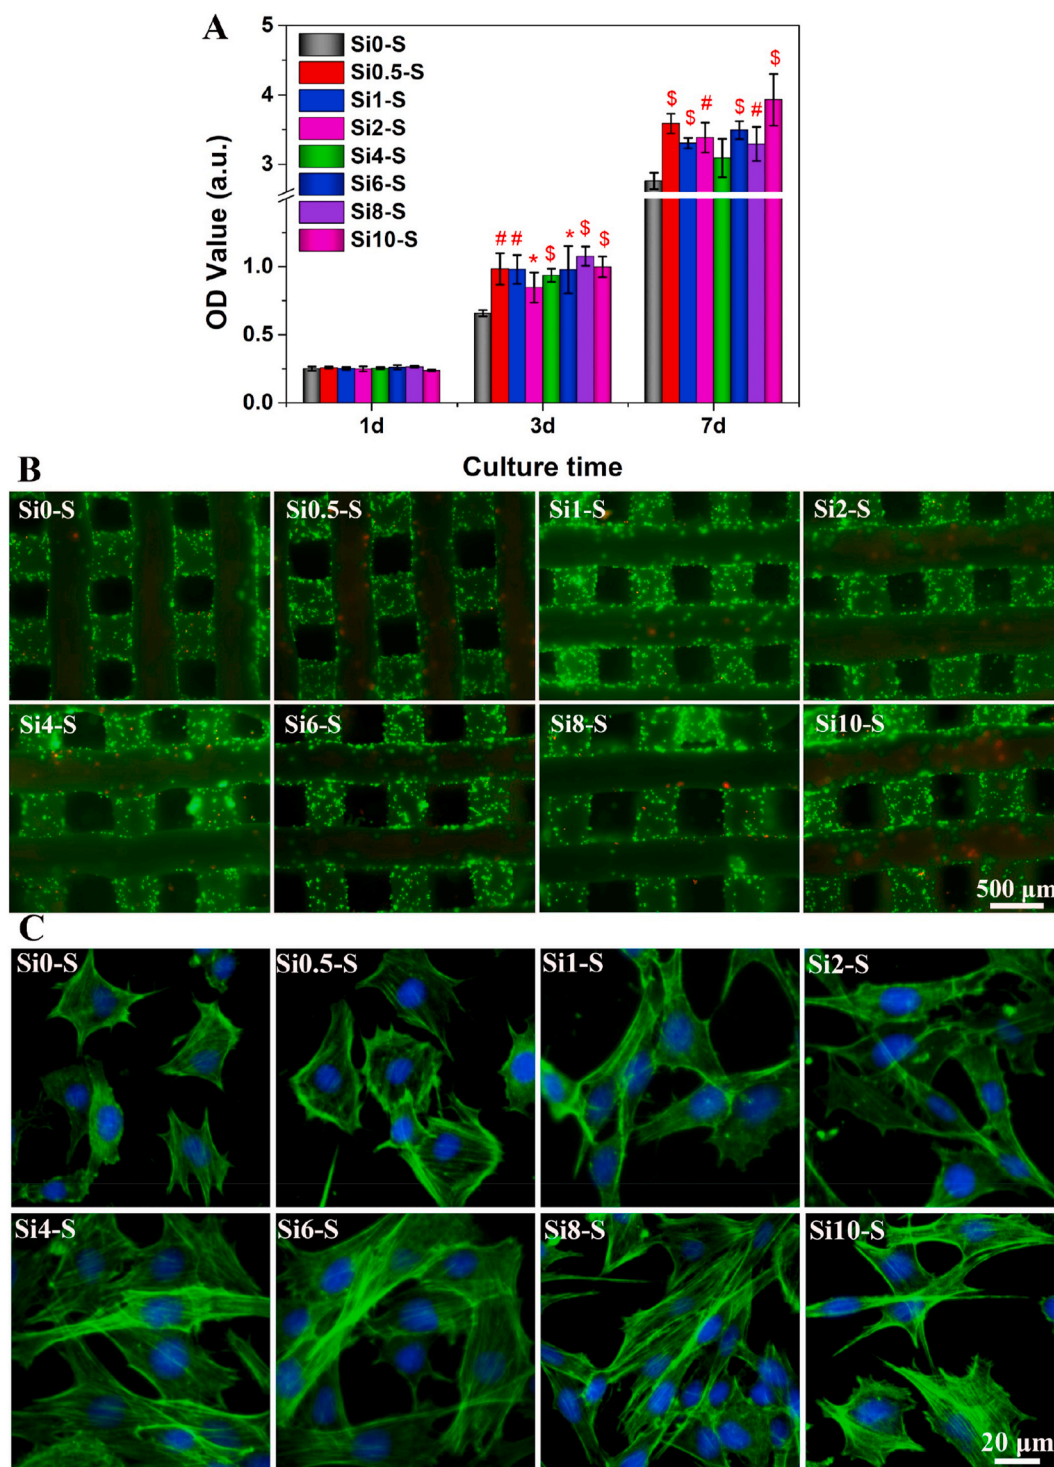 A
Si0-S
Si0.5-S
Si1-S
Si2-S
Si4-S
Si6-S
Si8-S
Si10-S
OD Value (a.u.)
5
4
3
1.0
0.5
0.0
# # * $ * $ $
$ $ # $ # $
1d 3d 7d
Culture time
B
Si0-S Si0.5-S Si1-S Si2-S
Si4-S Si6-S Si8-S Si10-S
500 μm
C
Si0-S Si0.5-S Si1-S Si2-S
Si4-S Si6-S Si8-S Si10-S
20 μm